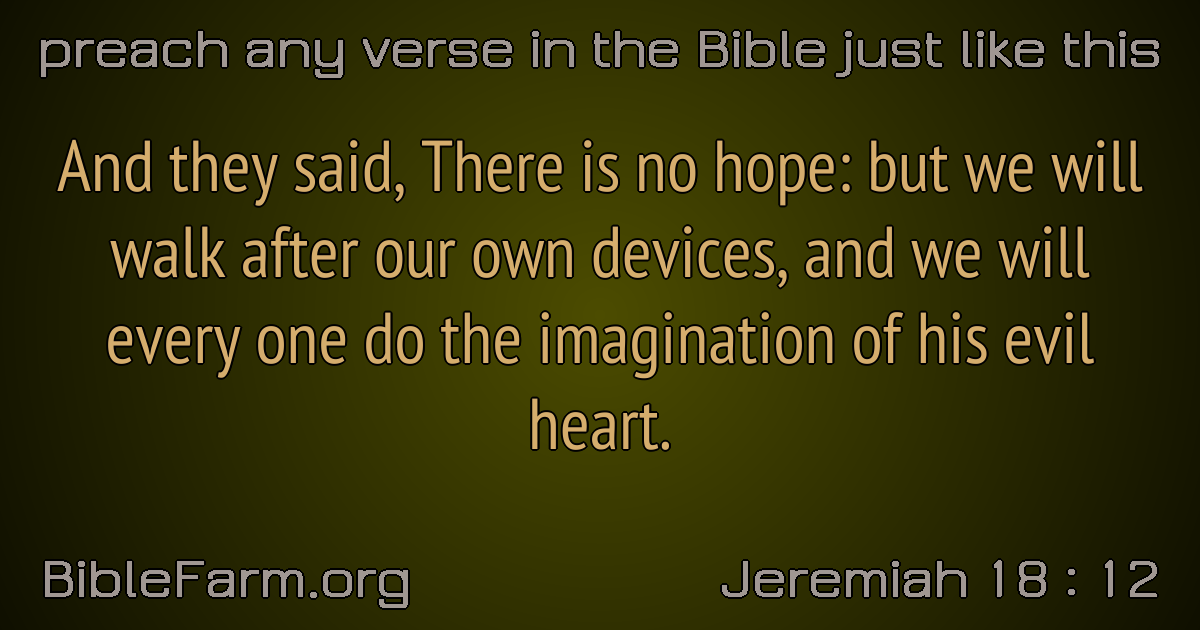 preach any verse in the Bible just like this
And they said, There is no hope: but we will
walk after our own devices, and we will
every one do the imagination of his evil
heart.
BibleFarm.org
Jeremiah 18 : 12